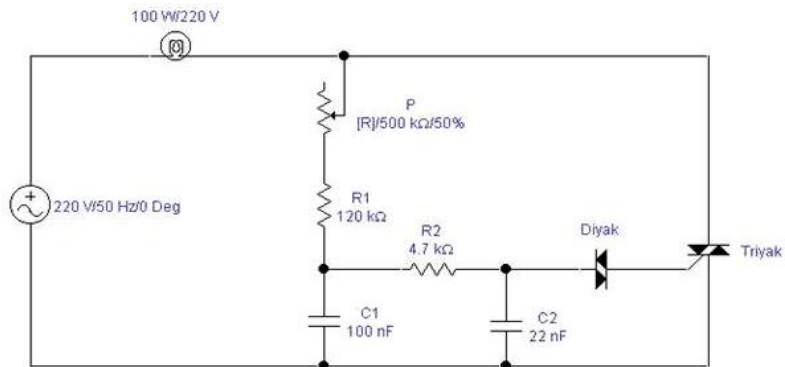 100 W/220 V
P
[R]/500 kΩ/50%
220 V/50 Hz/0 Deg
R1
120 kΩ
R2
4.7 kΩ
Diyak
Triyak
C1
100 nF
C2
22 nF